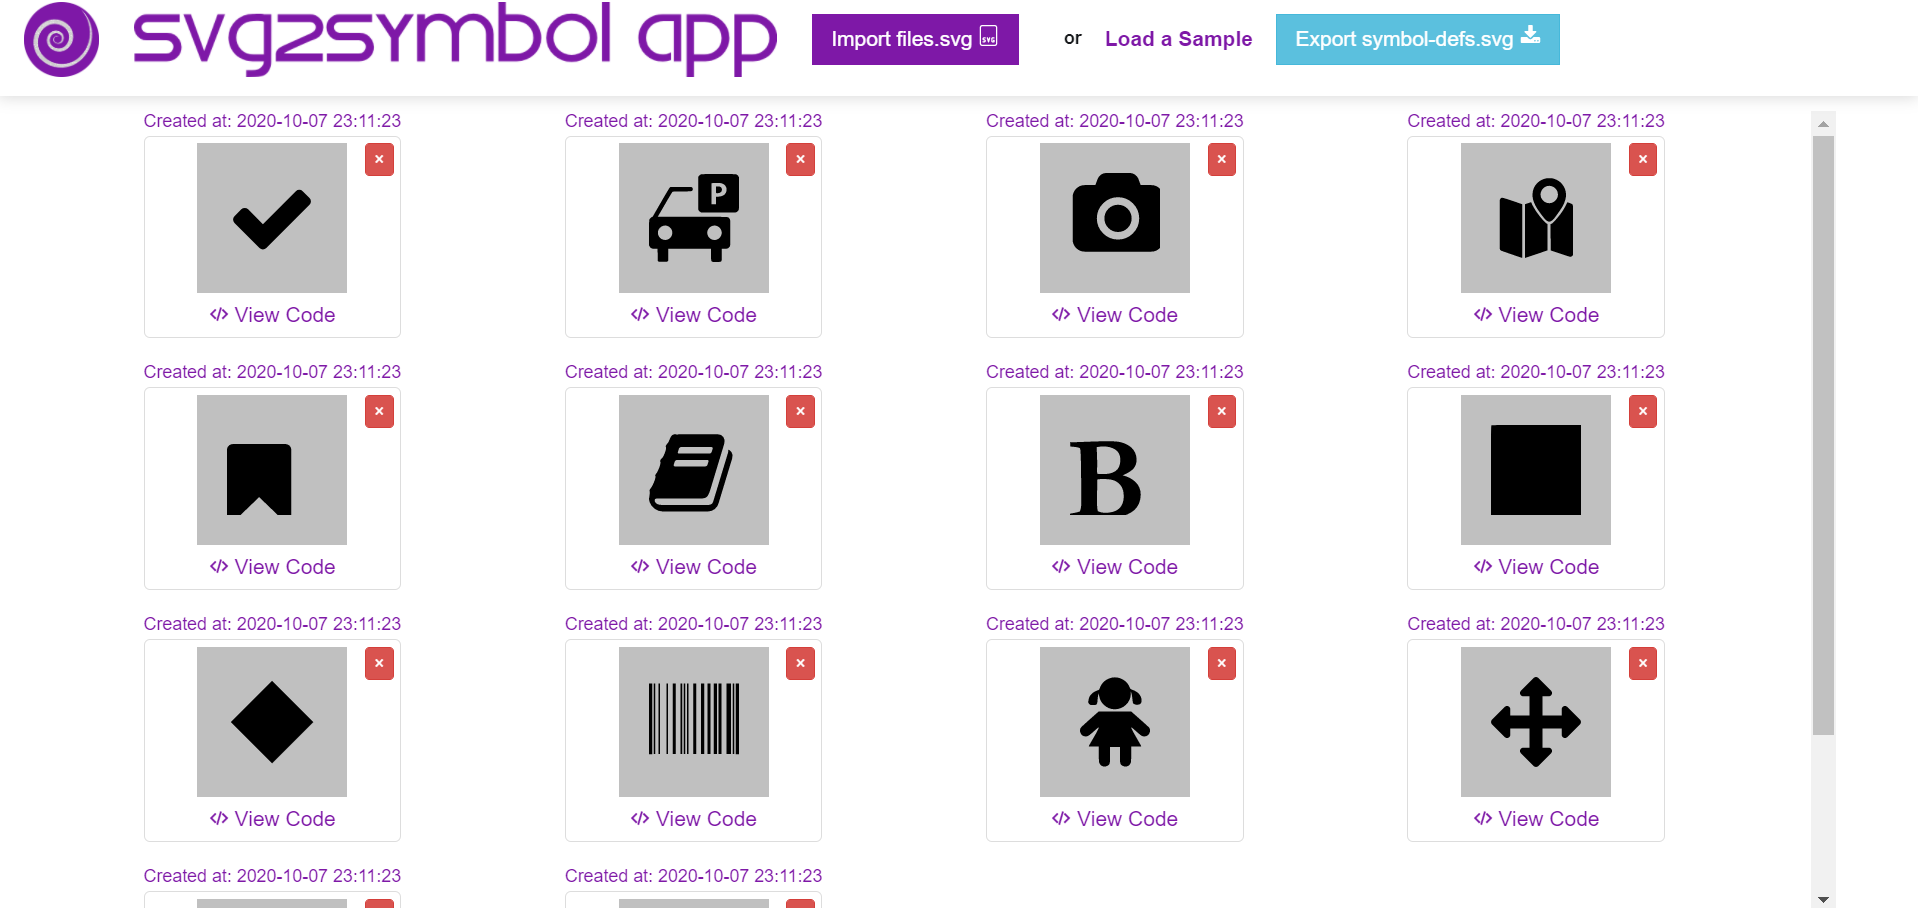 svg2symbol app Import files.svg SVG or Load a Sample Export symbol-defs.svg
Created at: 2020-10-07 23:11:23 Created at: 2020-10-07 23:11:23 Created at: 2020-10-07 23:11:23 Created at: 2020-10-07 23:11:23
P
</> View Code </> View Code </> View Code </> View Code
Created at: 2020-10-07 23:11:23 Created at: 2020-10-07 23:11:23 Created at: 2020-10-07 23:11:23 Created at: 2020-10-07 23:11:23
B
</> View Code </> View Code </> View Code </> View Code
Created at: 2020-10-07 23:11:23 Created at: 2020-10-07 23:11:23 Created at: 2020-10-07 23:11:23 Created at: 2020-10-07 23:11:23
</> View Code </> View Code </> View Code </> View Code
Created at: 2020-10-07 23:11:23 Created at: 2020-10-07 23:11:23